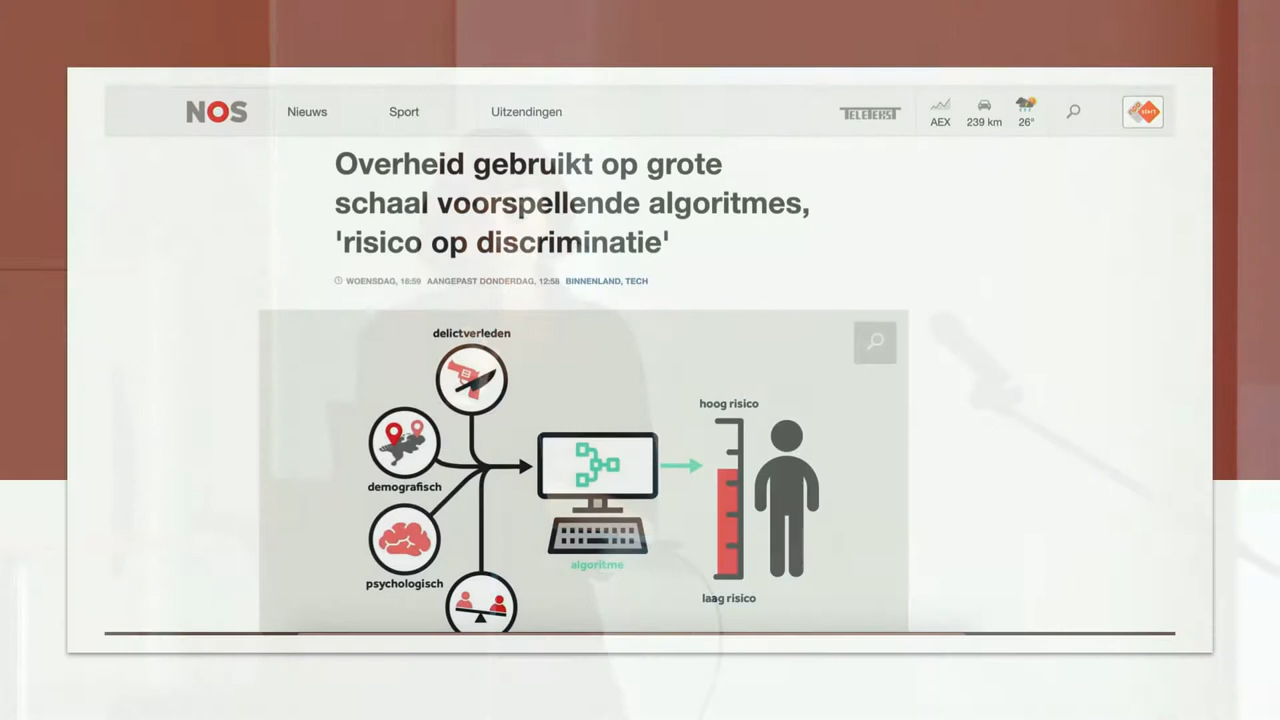 NOS Nieuws Sport Uitzendingen TELETEKST AEX 239 km 26°
Overheid gebruikt op grote
schaal voorspellende algoritmes,
'risico op discriminatie'
WOENSDAG, 16:59 AANGEPAST DONDERDAG, 12:58 BINNENLAND, TECH
delictverleden
hoog risico
demografisch
algoritme
psychologisch
laag risico